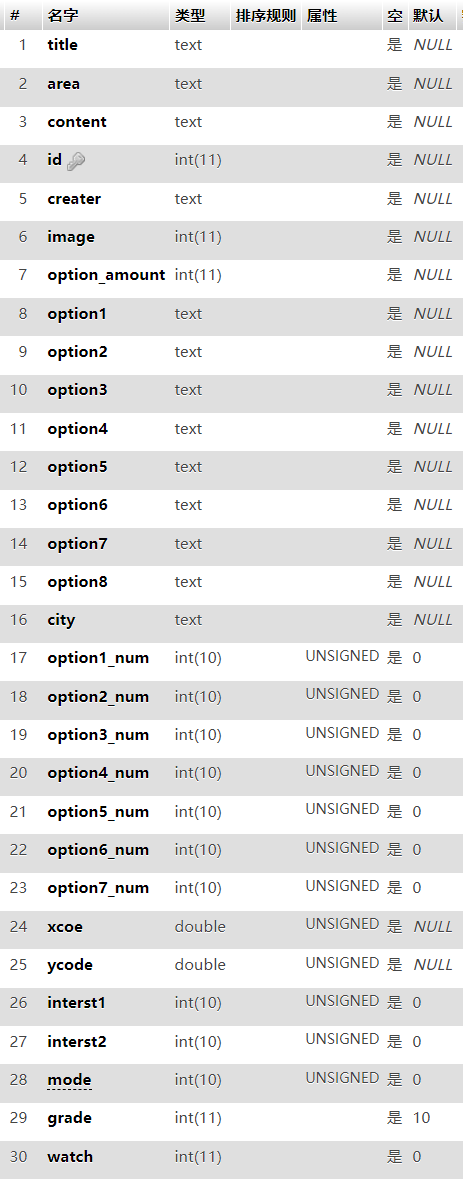 # 名字 类型 排序规则 属性 空 默认
1 title text 是 NULL
2 area text 是 NULL
3 content text 是 NULL
4 id int(11) 是 NULL
5 creater text 是 NULL
6 image int(11) 是 NULL
7 option_amount int(11) 是 NULL
8 option1 text 是 NULL
9 option2 text 是 NULL
10 option3 text 是 NULL
11 option4 text 是 NULL
12 option5 text 是 NULL
13 option6 text 是 NULL
14 option7 text 是 NULL
15 option8 text 是 NULL
16 city text 是 NULL
17 option1_num int(10) UNSIGNED 是 0
18 option2_num int(10) UNSIGNED 是 0
19 option3_num int(10) UNSIGNED 是 0
20 option4_num int(10) UNSIGNED 是 0
21 option5_num int(10) UNSIGNED 是 0
22 option6_num int(10) UNSIGNED 是 0
23 option7_num int(10) UNSIGNED 是 0
24 xcoe double UNSIGNED 是 NULL
25 ycode double UNSIGNED 是 NULL
26 interst1 int(10) UNSIGNED 是 0
27 interst2 int(10) UNSIGNED 是 0
28 mode int(10) UNSIGNED 是 0
29 grade int(11) 是 10
30 watch int(11) 是 0